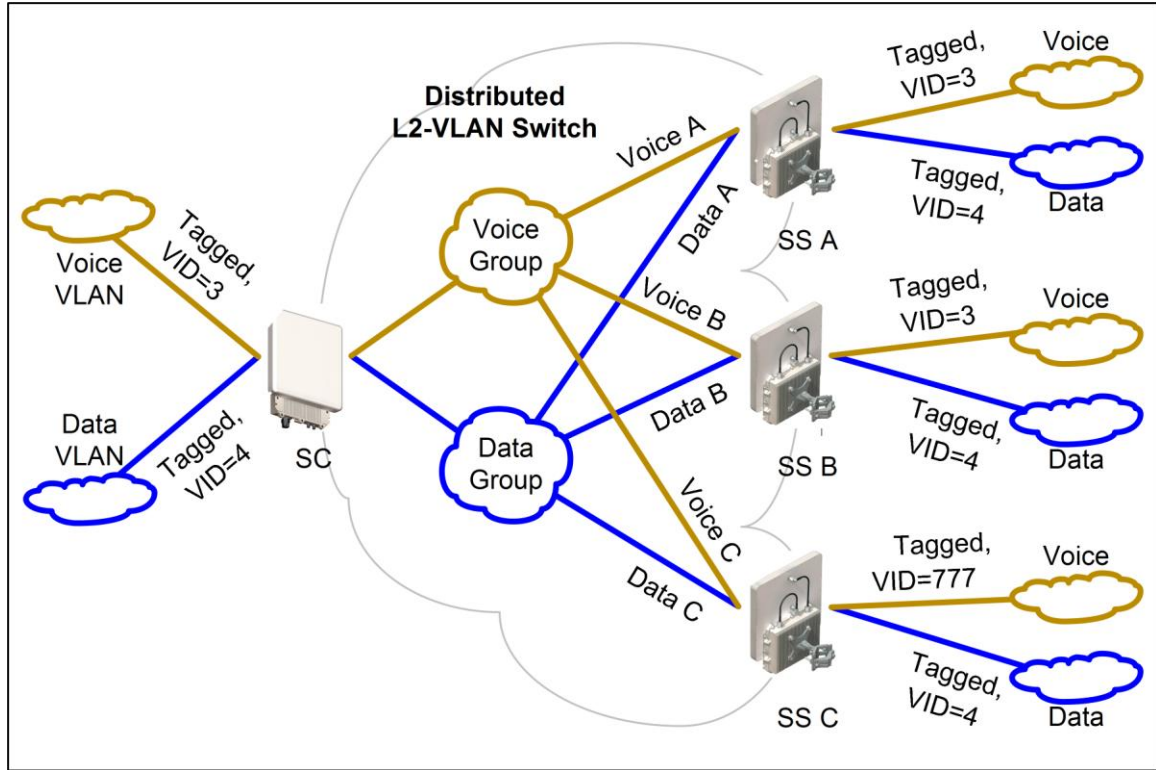 Distributed
L2-VLAN Switch
Voice
VLAN
Tagged,
VID=3
Data
VLAN
Tagged,
VID=4
SC
Voice
Group
Data
Group
Voice A
Data A
Voice B
Data B
Voice C
Data C
SS A
Tagged,
VID=3
Voice
Tagged,
VID=4
Data
SS B
Tagged,
VID=3
Voice
Tagged,
VID=4
Data
SS C
Tagged,
VID=777
Voice
Tagged,
VID=4
Data